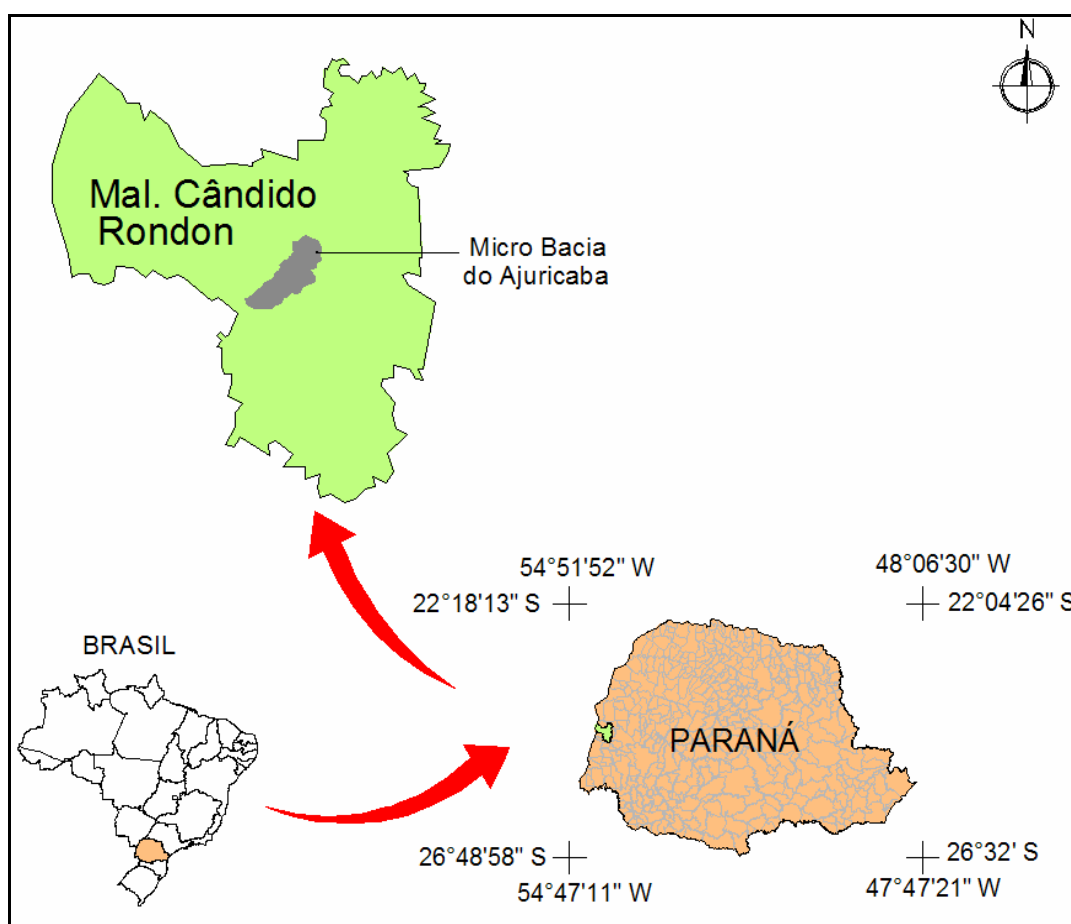 N
Mal. Cândido
Rondon
Micro Bacia
do Ajuricaba
54°51'52" W
48°06'30" W
22°18'13" S
22°04'26" S
BRASIL
PARANÁ
26°48'58" S
26°32' S
54°47'11" W
47°47'21" W